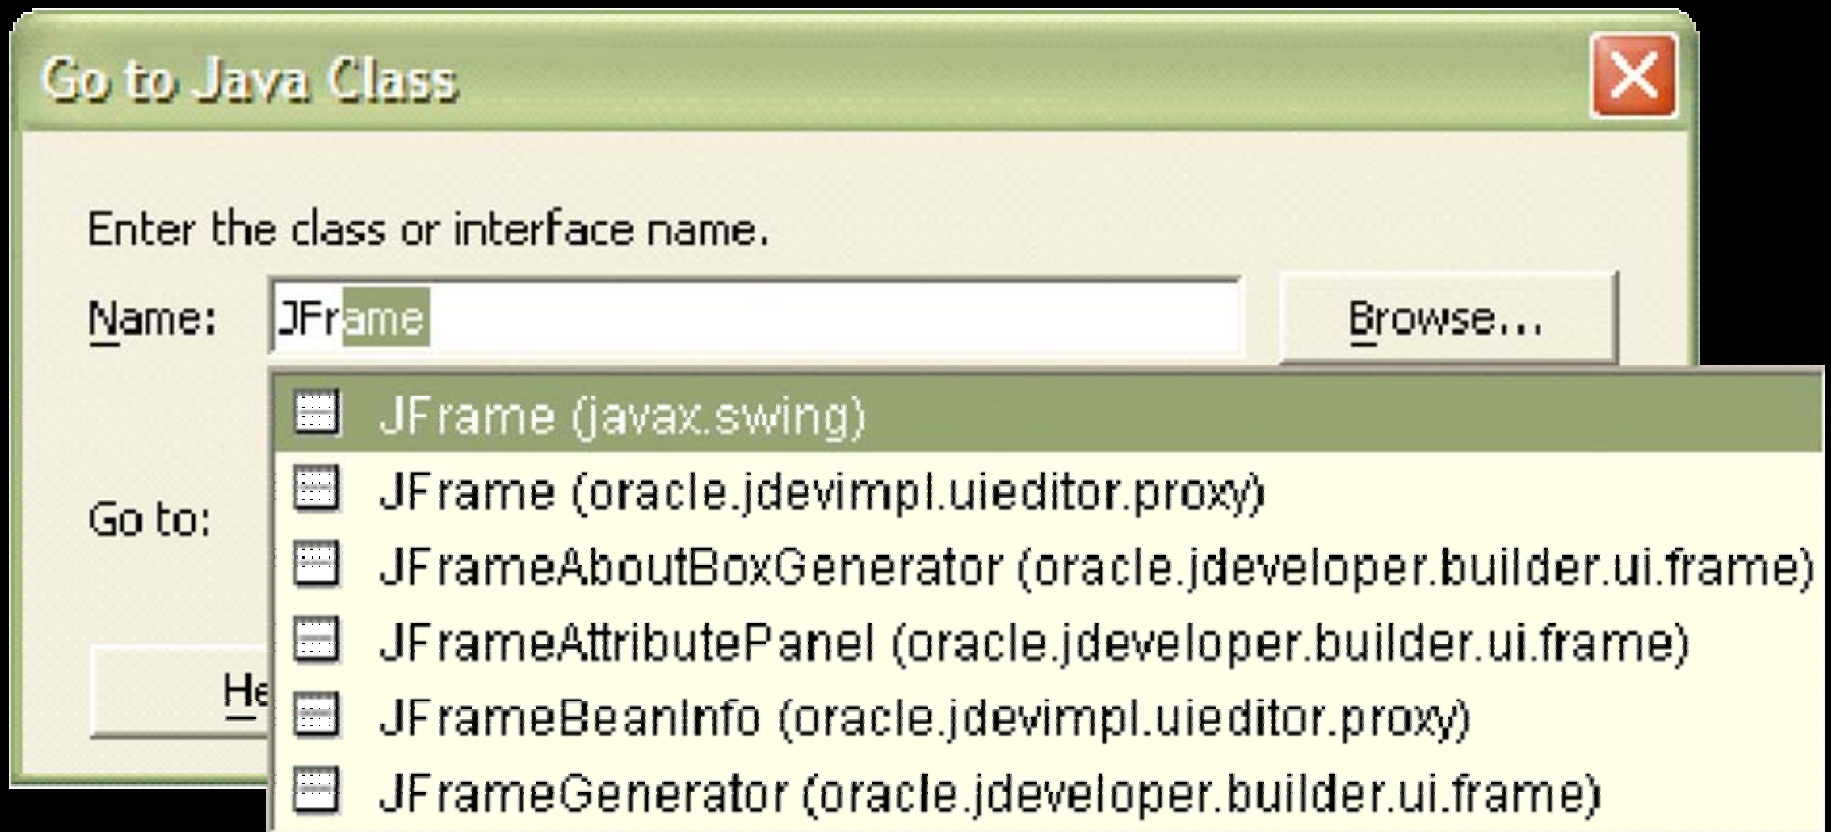 Go to Java Class
Enter the class or interface name.
Name: JFrame Browse...
JFrame (javax.swing)
JFrame (oracle.jdevimpl.uieditor.proxy)
Go to:
JFrameAboutBoxGenerator (oracle.jdeveloper.builder.ui.frame)
JFrameAttributePanel (oracle.jdeveloper.builder.ui.frame)
He
JFrameBeanInfo (oracle.jdevimpl.uieditor.proxy)
JFrameGenerator (oracle.jdeveloper.builder.ui.frame)